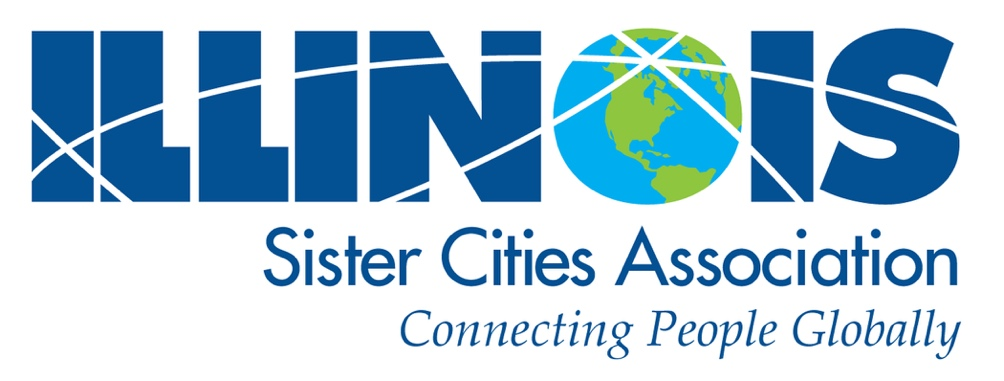 ILLINOIS
Sister Cities Association
Connecting People Globally